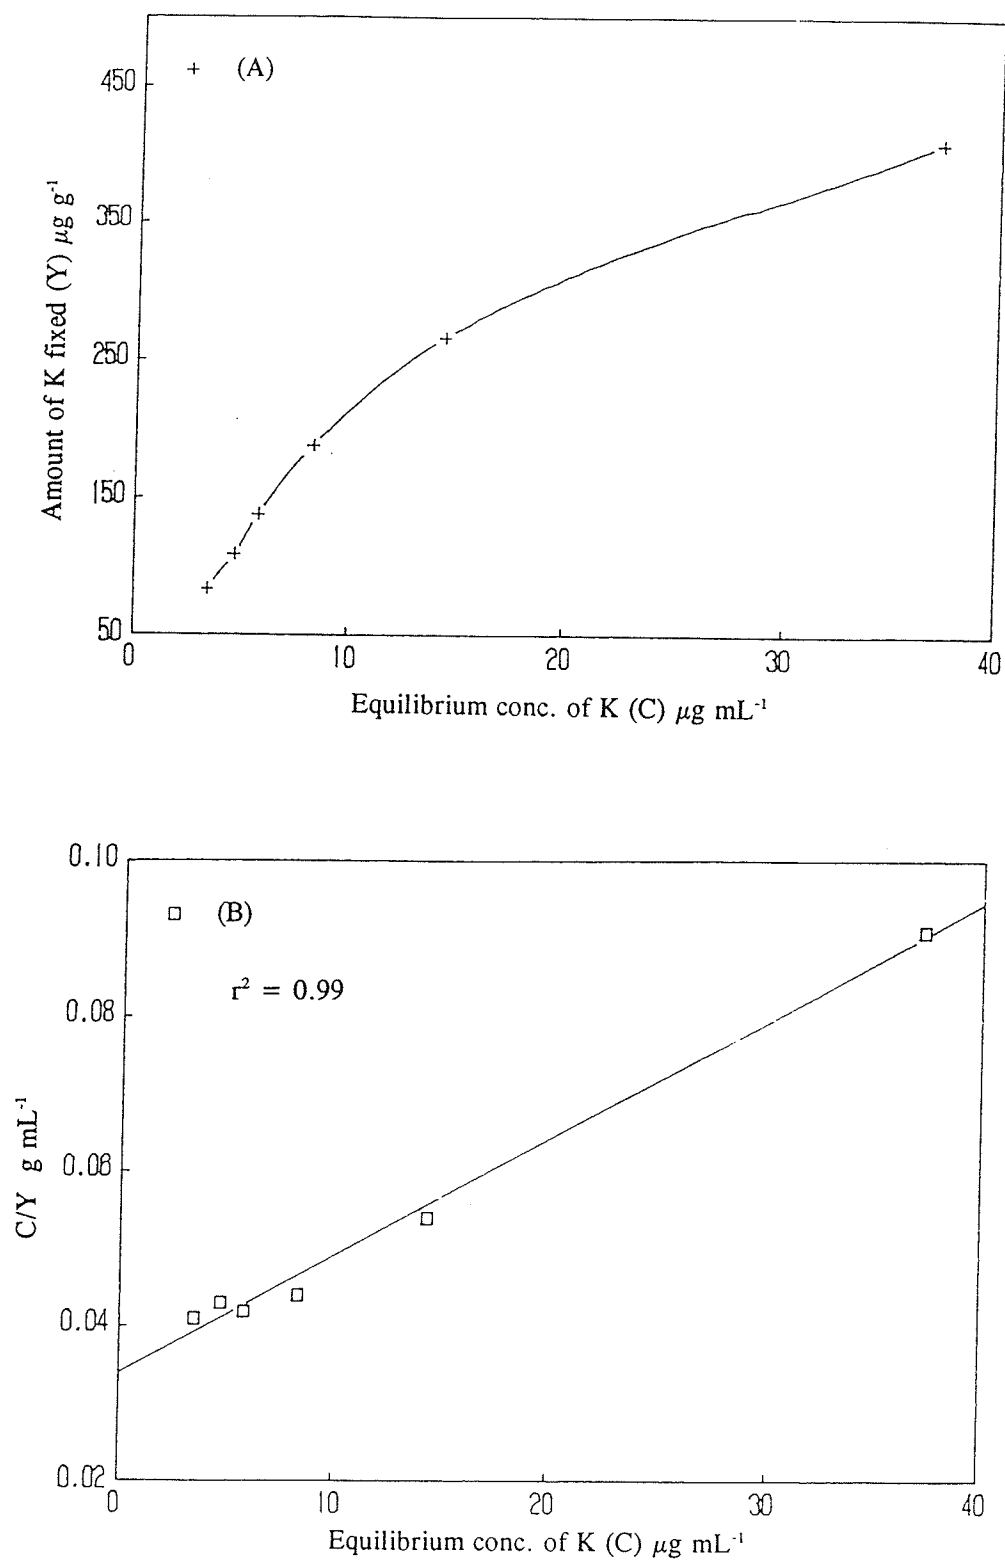 + (A)
450
350
250
150
50
Amount of K fixed (Y) μg g⁻¹
0 10 20 30 40
Equilibrium conc. of K (C) μg mL⁻¹
0.10
□ (B)
r² = 0.99
0.08
0.06
0.04
0.02
C/Y g mL⁻¹
0 10 20 30 40
Equilibrium conc. of K (C) μg mL⁻¹